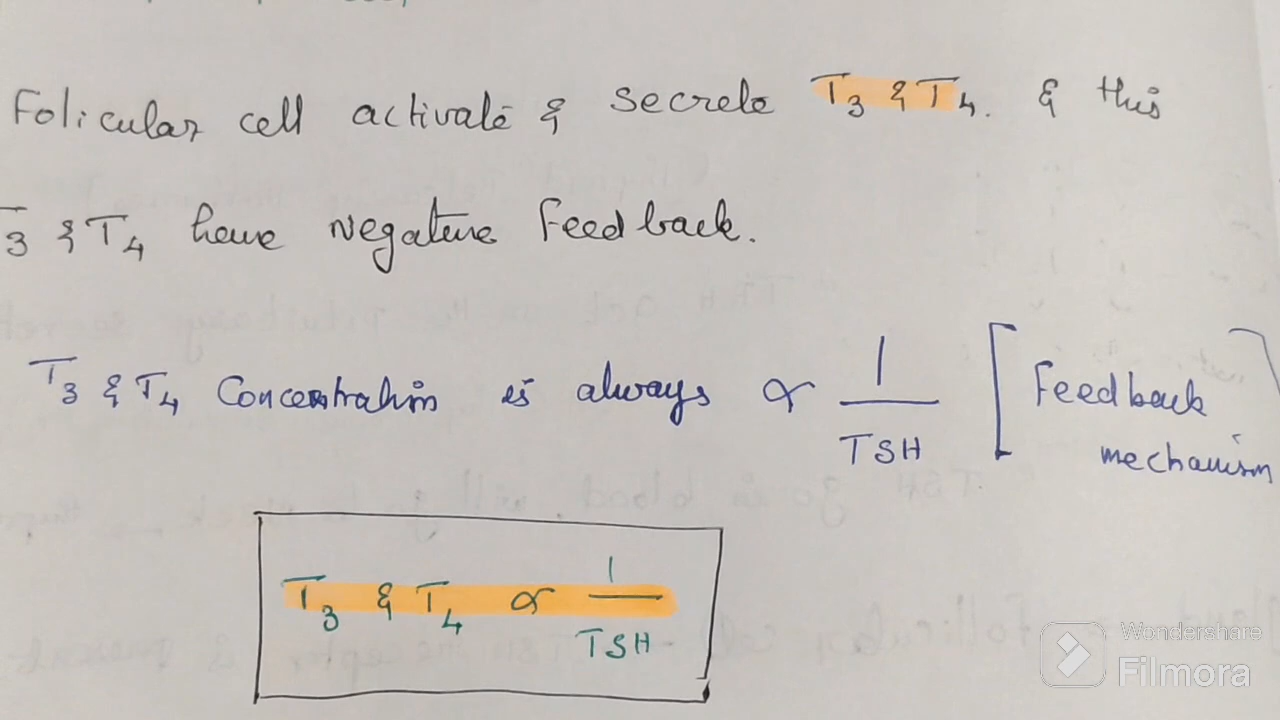 Folicular cell activate & secrete T3 & T4. & this
T3 & T4 have negative feedback.
T3 & T4 Concentration is always ∝ 1/TSH [Feedback mechanism]
T3 & T4 ∝ 1/TSH
Wondershare
Filmora